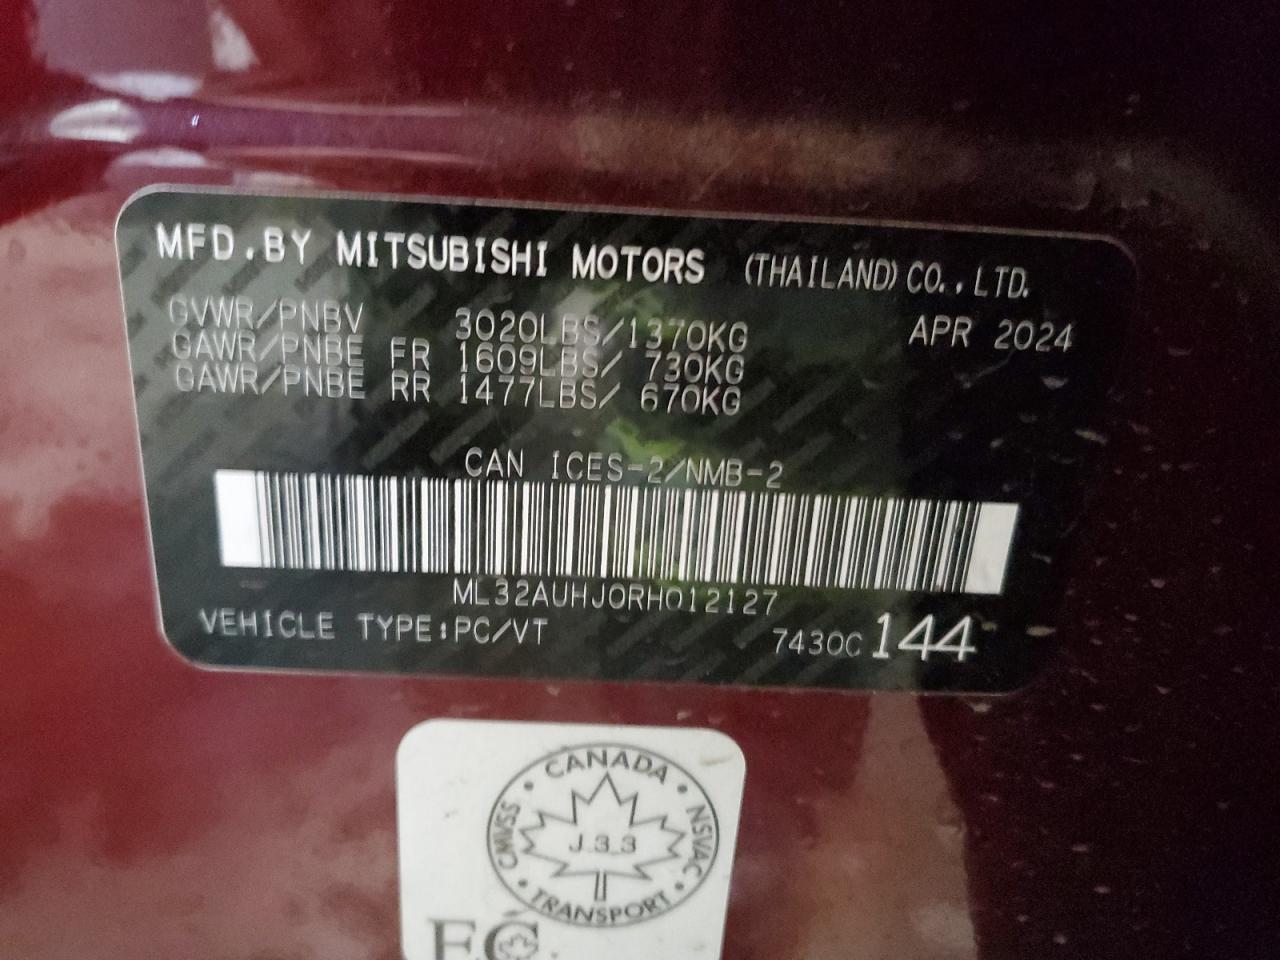 MFD.BY MITSUBISHI MOTORS (THAILAND) CO.,LTD.
GVWR/PNBV 3020LBS/1370KG APR 2024
GAWR/PNBE FR 1609LBS/ 730KG
GAWR/PNBE RR 1477LBS/ 670KG
CAN ICES-2/NMB-2
ML32AUHJ0RH012127
VEHICLE TYPE:PC/VT 7430C 144
CANADA
CMVSS J.3.3 NSVAC
TRANSPORT